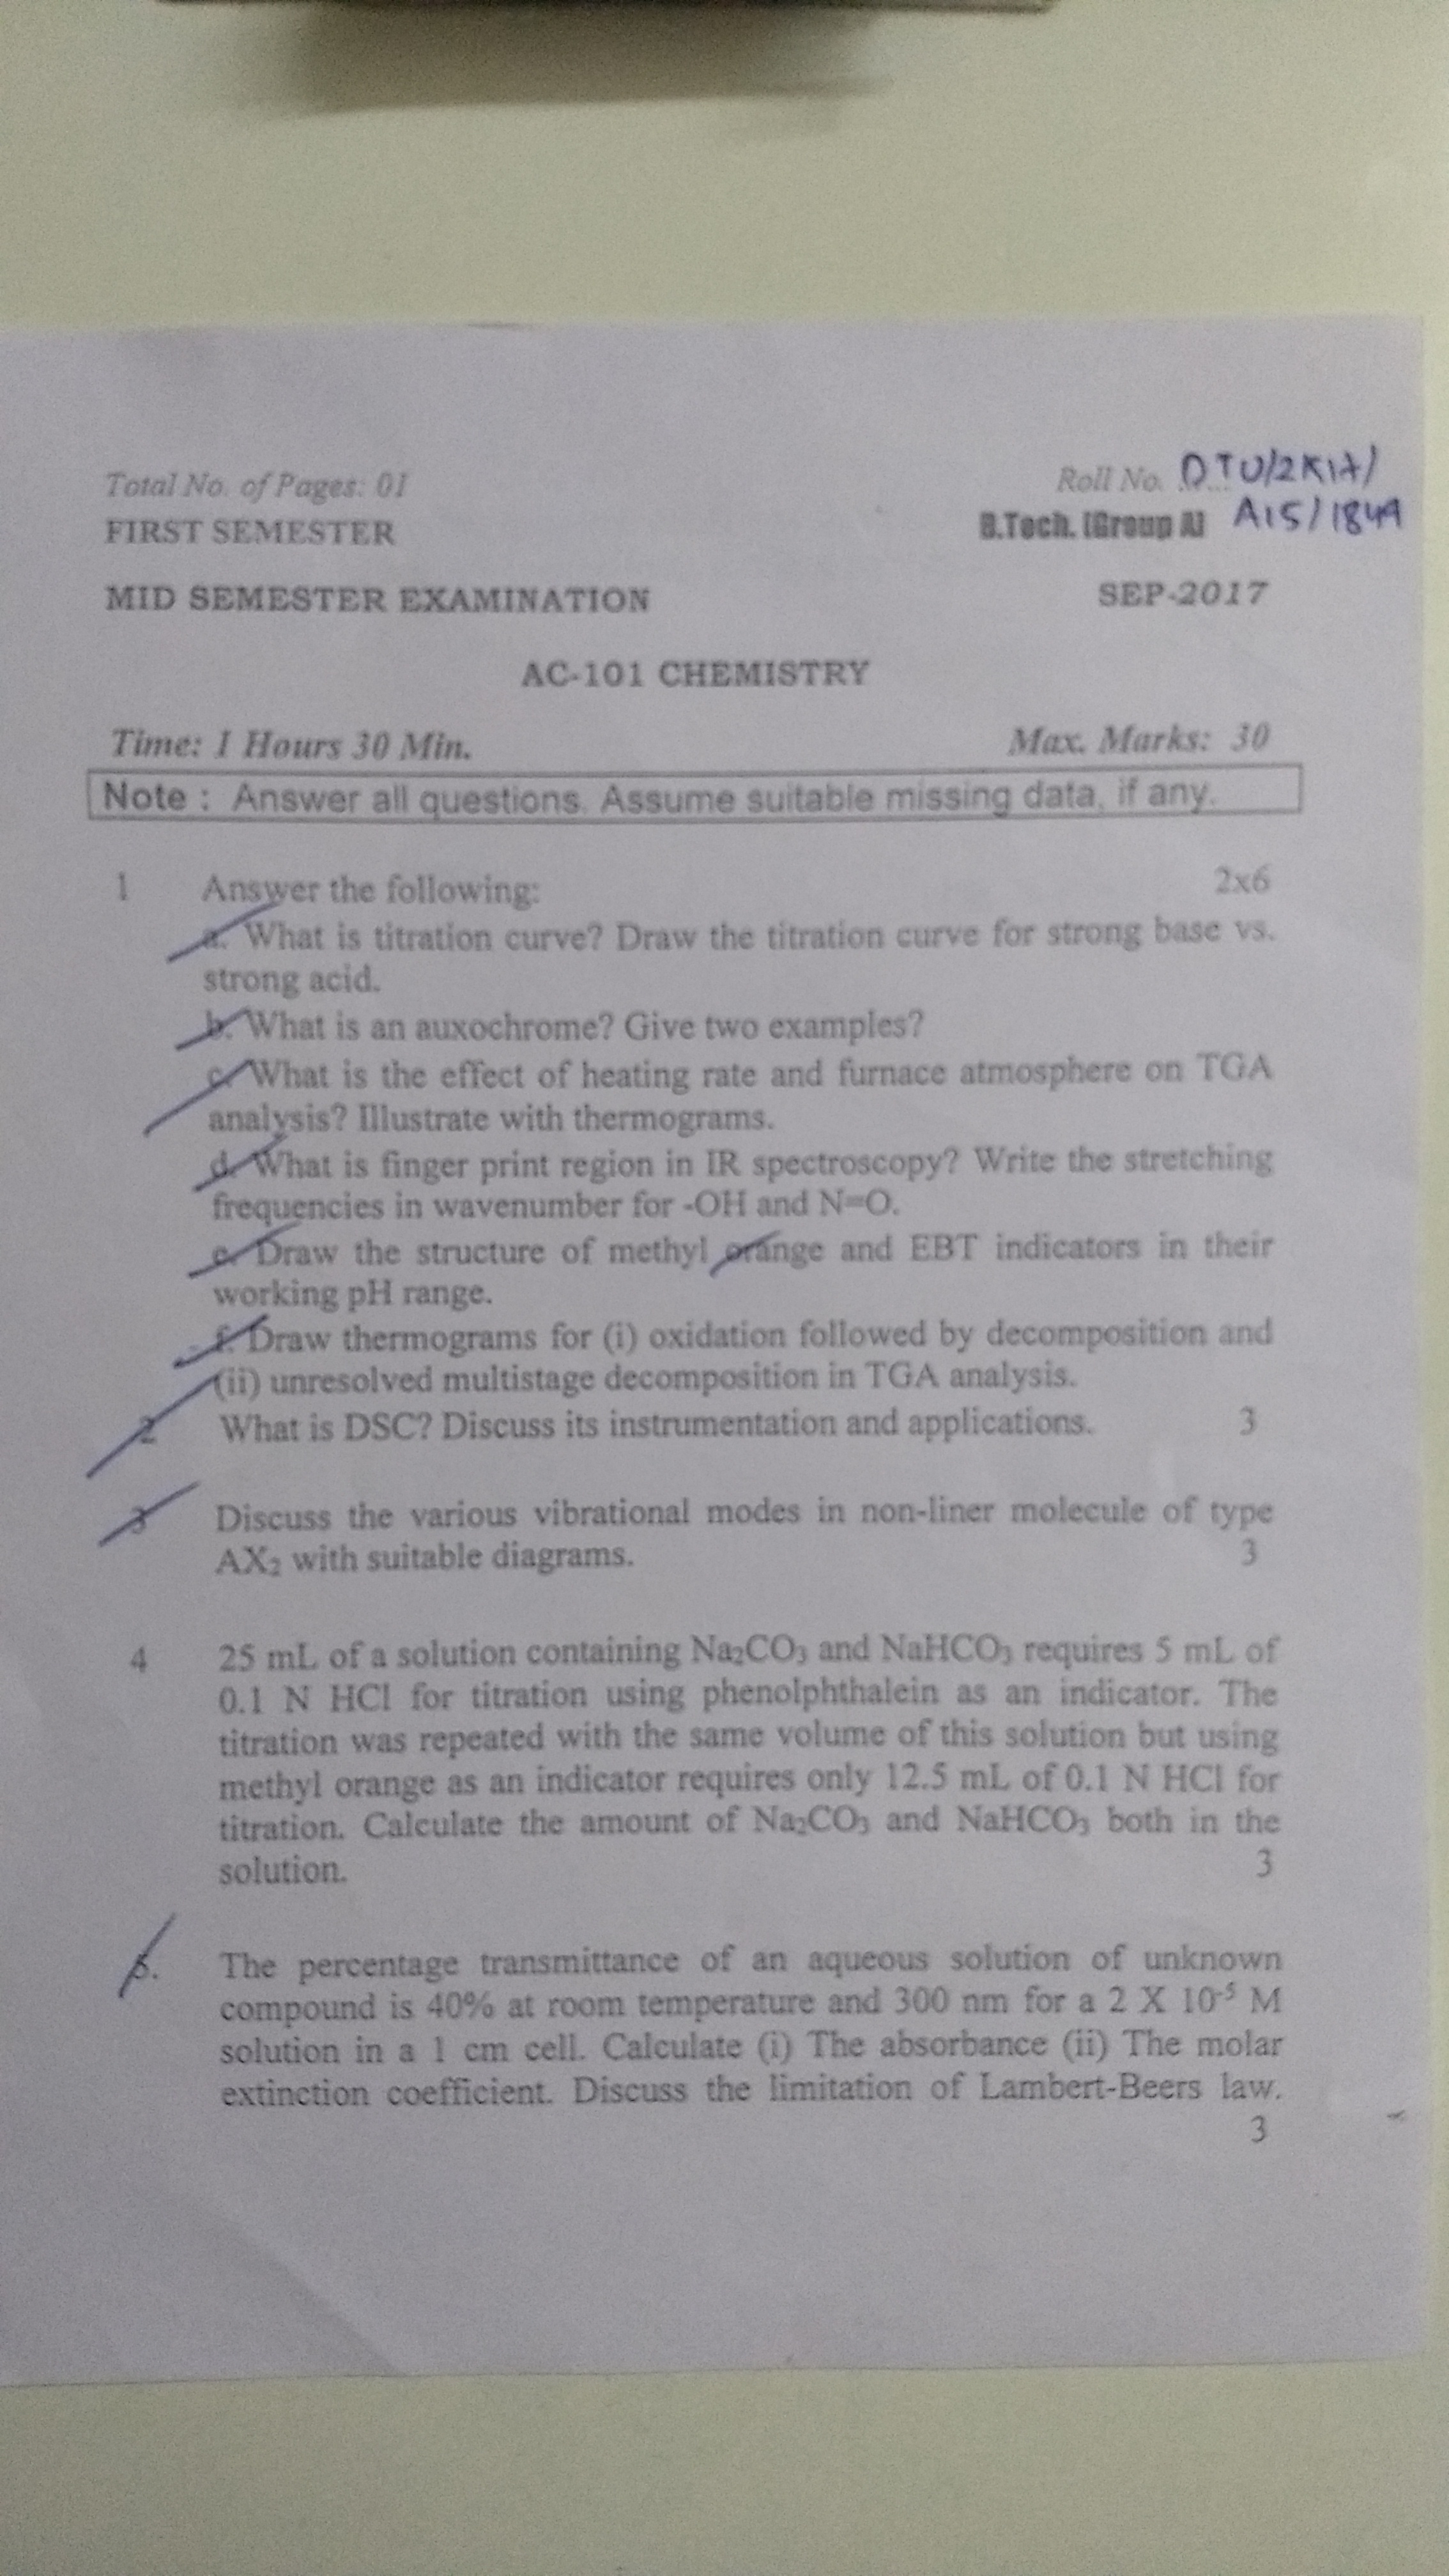 Total No. of Pages: 01 Roll No. DTU/2K17/
FIRST SEMESTER B.Tech. [Group A] A15/1849
MID SEMESTER EXAMINATION SEP-2017
AC-101 CHEMISTRY
Time: 1 Hours 30 Min. Max. Marks: 30
Note : Answer all questions. Assume suitable missing data, if any.
1 Answer the following: 2x6
a. What is titration curve? Draw the titration curve for strong base vs.
strong acid.
b. What is an auxochrome? Give two examples?
c. What is the effect of heating rate and furnace atmosphere on TGA
analysis? Illustrate with thermograms.
d. What is finger print region in IR spectroscopy? Write the stretching
frequencies in wavenumber for -OH and N=O.
e. Draw the structure of methyl orange and EBT indicators in their
working pH range.
f. Draw thermograms for (i) oxidation followed by decomposition and
(ii) unresolved multistage decomposition in TGA analysis.
2 What is DSC? Discuss its instrumentation and applications. 3
3 Discuss the various vibrational modes in non-liner molecule of type
AX₂ with suitable diagrams. 3
4 25 mL of a solution containing Na₂CO₃ and NaHCO₃ requires 5 mL of
0.1 N HCl for titration using phenolphthalein as an indicator. The
titration was repeated with the same volume of this solution but using
methyl orange as an indicator requires only 12.5 mL of 0.1 N HCl for
titration. Calculate the amount of Na₂CO₃ and NaHCO₃ both in the
solution. 3
5. The percentage transmittance of an aqueous solution of unknown
compound is 40% at room temperature and 300 nm for a 2 X 10⁻⁵ M
solution in a 1 cm cell. Calculate (i) The absorbance (ii) The molar
extinction coefficient. Discuss the limitation of Lambert-Beers law.
3